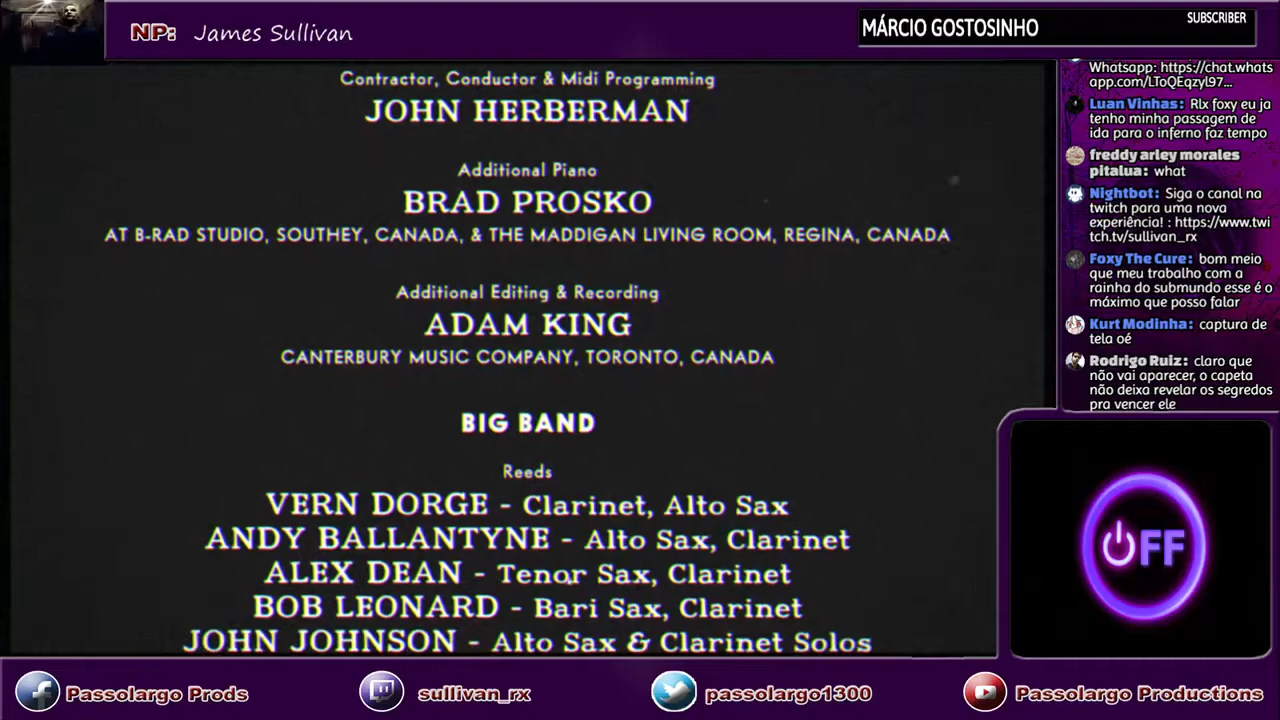 NP: James Sullivan
MÁRCIO GOSTOSINHO
SUBSCRIBER
Contractor, Conductor & Midi Programming
JOHN HERBERMAN
Additional Piano
BRAD PROSKO
AT B-RAD STUDIO, SOUTHEY, CANADA, & THE MADDIGAN LIVING ROOM, REGINA, CANADA
Additional Editing & Recording
ADAM KING
CANTERBURY MUSIC COMPANY, TORONTO, CANADA
BIG BAND
Reeds
VERN DORGE - Clarinet, Alto Sax
ANDY BALLANTYNE - Alto Sax, Clarinet
ALEX DEAN - Tenor Sax, Clarinet
BOB LEONARD - Bari Sax, Clarinet
JOHN JOHNSON - Alto Sax & Clarinet Solos
Whatsapp: https://chat.whats
app.com/LToQEqzyl97...
Luan Vinhas: Rlx foxy eu ja
tenho minha passagem de
ida para o inferno faz tempo
freddy arley morales
pitalua: what
Nightbot: Siga o canal na
twitch para uma nova
experiência! : https://www.twi
tch.tv/sullivan_rx
Foxy The Cure: bom meio
que meu trabalho com a
rainha do submundo esse é o
máximo que posso falar
Kurt Modinha: captura de
tela oé
Rodrigo Ruiz: claro que
não vai aparecer, o capeta
não deixa revelar os segredos
pra vencer ele
OFF
Passolargo Prods
sullivan_rx
passolargo1300
Passolargo Productions